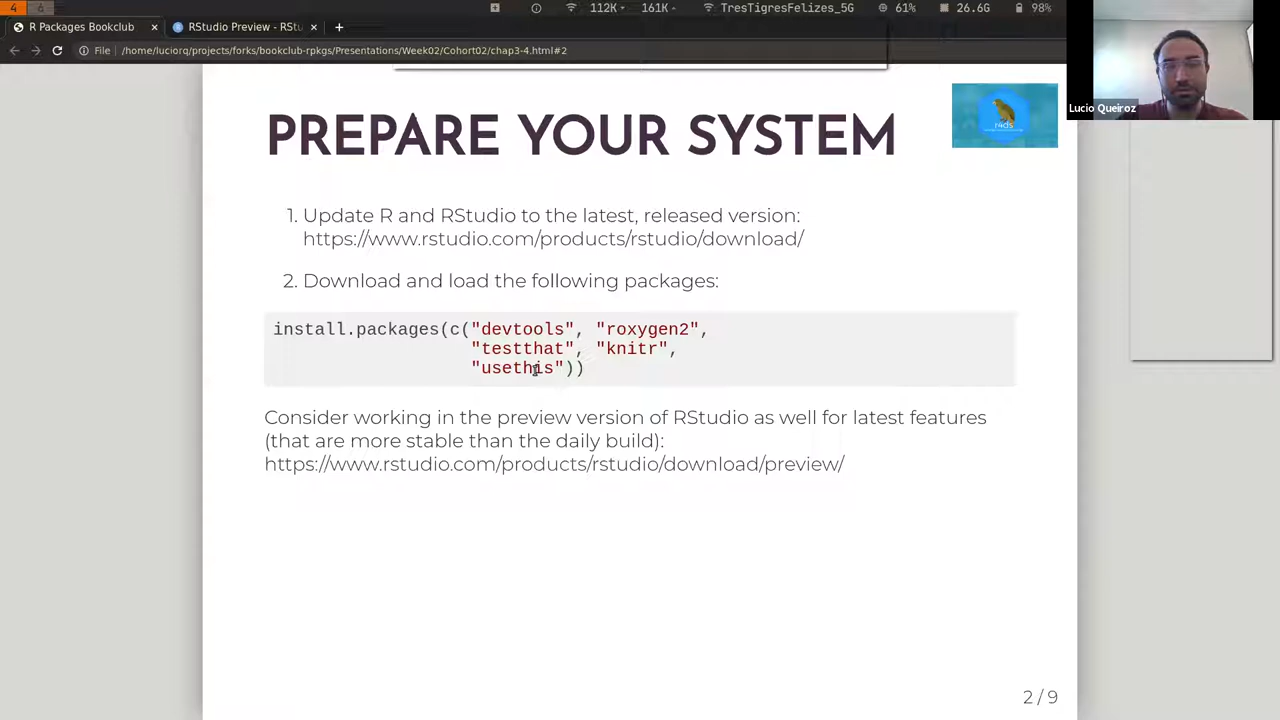 4 6 112K 161K TresTigresFelizes_5G 61% 26.6G 98%
R Packages Bookclub × RStudio Preview - RStu × +
File /home/luciorq/projects/forks/bookclub-rpkgs/Presentations/Week02/Cohort02/chap3-4.html#2
Lucio Queiroz
r4ds
PREPARE YOUR SYSTEM
1. Update R and RStudio to the latest, released version:
https://www.rstudio.com/products/rstudio/download/
2. Download and load the following packages:
install.packages(c("devtools", "roxygen2",
"testthat", "knitr",
"usethis"))
Consider working in the preview version of RStudio as well for latest features
(that are more stable than the daily build):
https://www.rstudio.com/products/rstudio/download/preview/
2 / 9